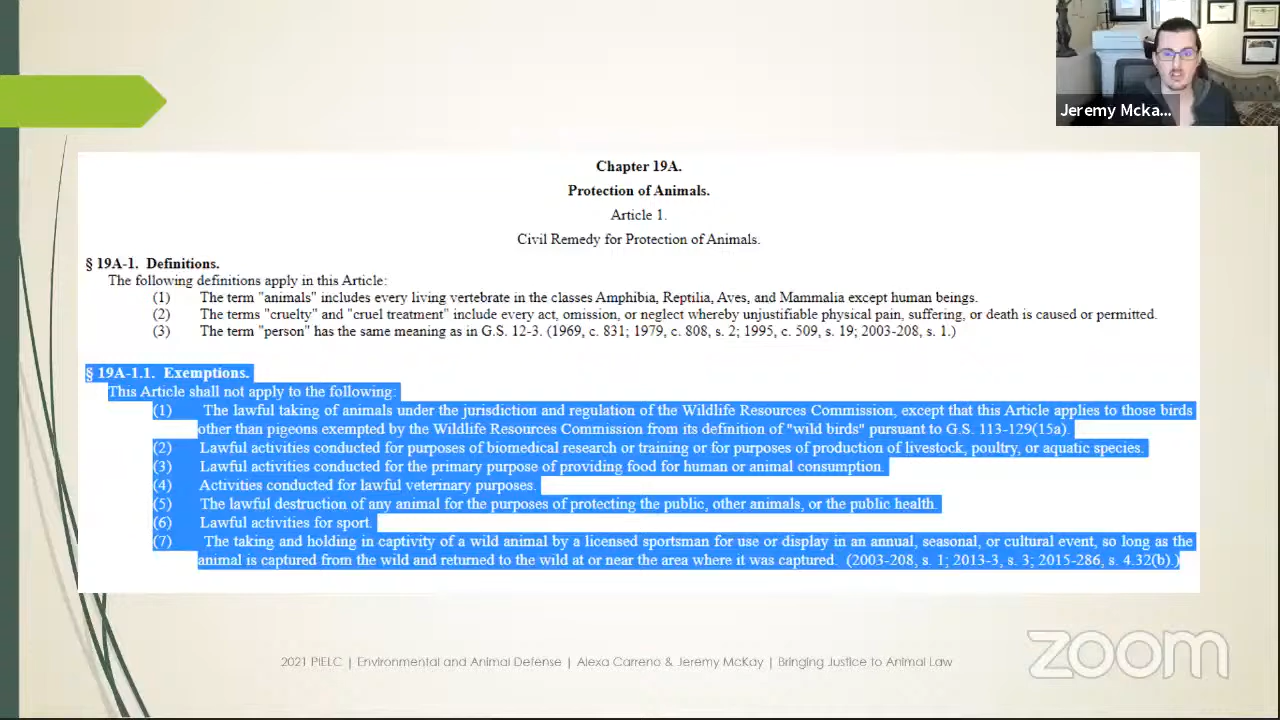 Jeremy Mcka...
Chapter 19A.
Protection of Animals.
Article 1.
Civil Remedy for Protection of Animals.
§ 19A-1. Definitions.
The following definitions apply in this Article:
(1) The term "animals" includes every living vertebrate in the classes Amphibia, Reptilia, Aves, and Mammalia except human beings.
(2) The terms "cruelty" and "cruel treatment" include every act, omission, or neglect whereby unjustifiable physical pain, suffering, or death is caused or permitted.
(3) The term "person" has the same meaning as in G.S. 12-3. (1969, c. 831; 1979, c. 808, s. 2; 1995, c. 509, s. 19; 2003-208, s. 1.)
§ 19A-1.1. Exemptions.
This Article shall not apply to the following:
(1) The lawful taking of animals under the jurisdiction and regulation of the Wildlife Resources Commission, except that this Article applies to those birds
other than pigeons exempted by the Wildlife Resources Commission from its definition of "wild birds" pursuant to G.S. 113-129(15a).
(2) Lawful activities conducted for purposes of biomedical research or training or for purposes of production of livestock, poultry, or aquatic species.
(3) Lawful activities conducted for the primary purpose of providing food for human or animal consumption.
(4) Activities conducted for lawful veterinary purposes.
(5) The lawful destruction of any animal for the purposes of protecting the public, other animals, or the public health.
(6) Lawful activities for sport.
(7) The taking and holding in captivity of a wild animal by a licensed sportsman for use or display in an annual, seasonal, or cultural event, so long as the
animal is captured from the wild and returned to the wild at or near the area where it was captured. (2003-208, s. 1; 2013-3, s. 3; 2015-286, s. 4.32(b).)
2021 PIELC | Environmental and Animal Defense | Alexa Carreno & Jeremy McKay | Bringing Justice to Animal Law
zoom